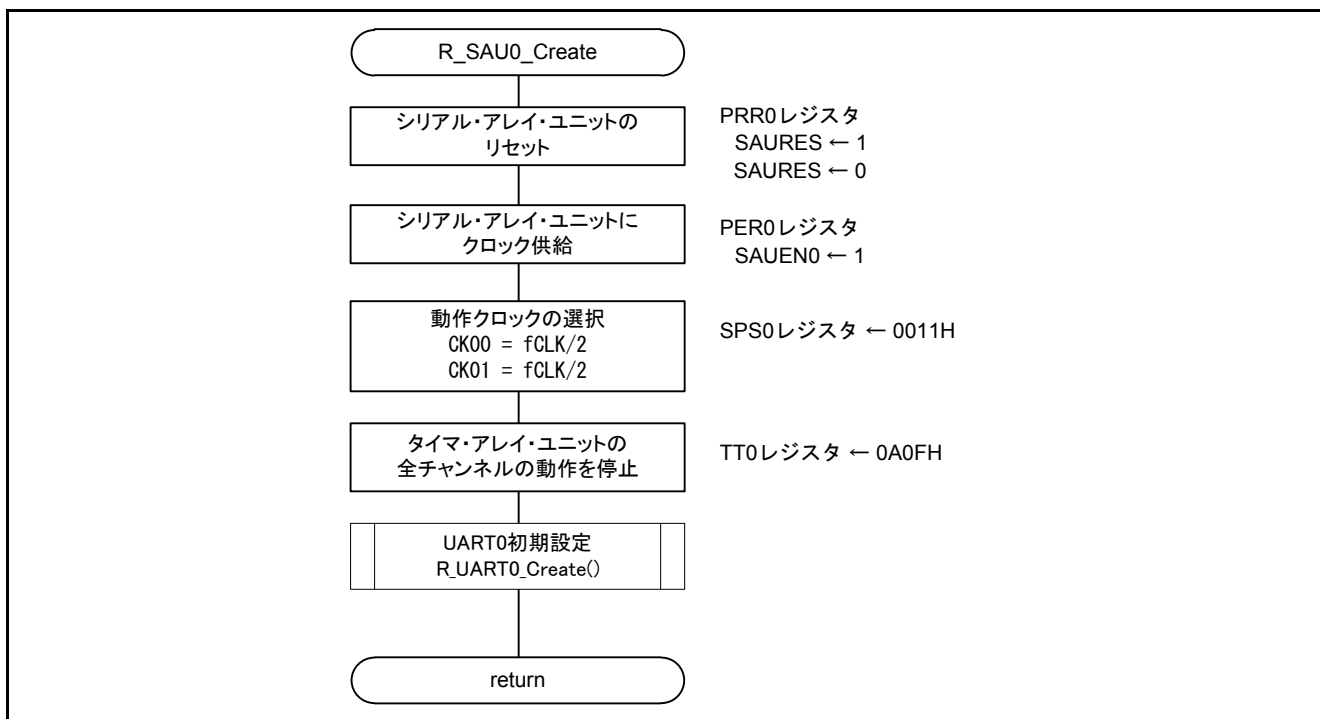 R_SAU0_Create
シリアル・アレイ・ユニットの
リセット
PRR0レジスタ
SAURES ← 1
SAURES ← 0
シリアル・アレイ・ユニットに
クロック供給
PER0レジスタ
SAUEN0 ← 1
動作クロックの選択
CK00 = fCLK/2
CK01 = fCLK/2
SPS0レジスタ ← 0011H
タイマ・アレイ・ユニットの
全チャンネルの動作を停止
TT0レジスタ ← 0A0FH
UART0初期設定
R_UART0_Create()
return